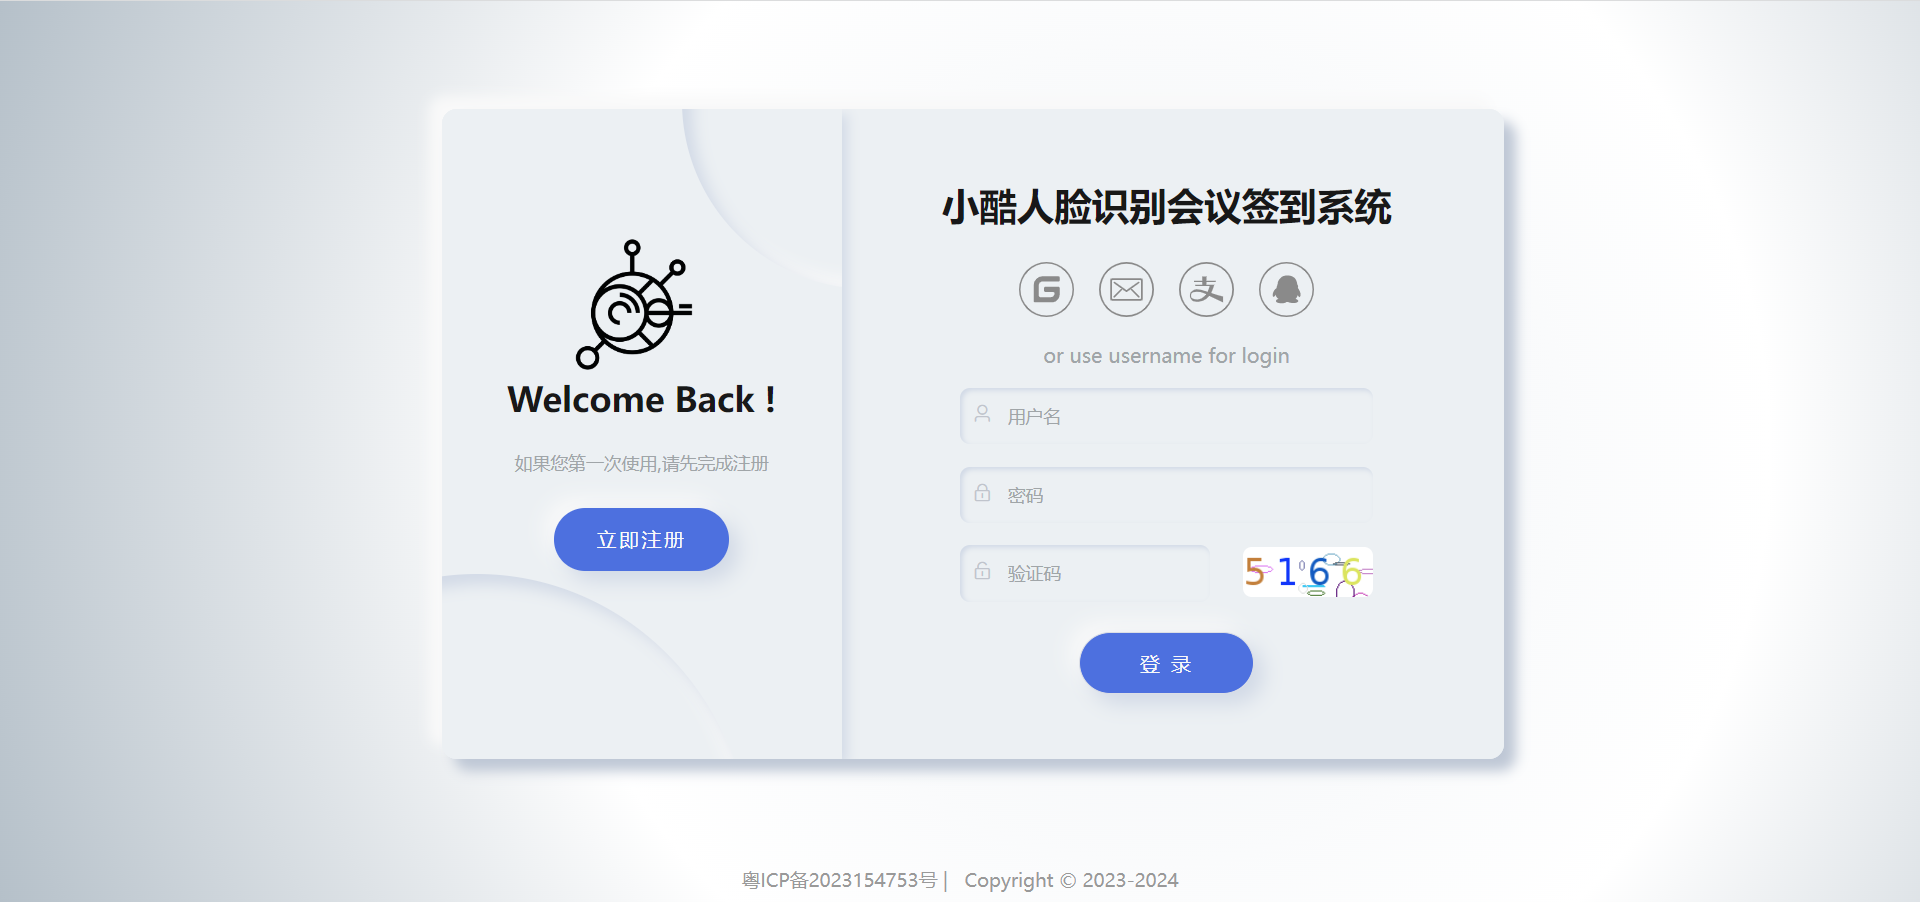 Welcome Back !
如果您第一次使用,请先完成注册
立即注册
小酷人脸识别会议签到系统
or use username for login
用户名
密码
验证码
5166
登 录
粤ICP备2023154753号 | Copyright © 2023-2024